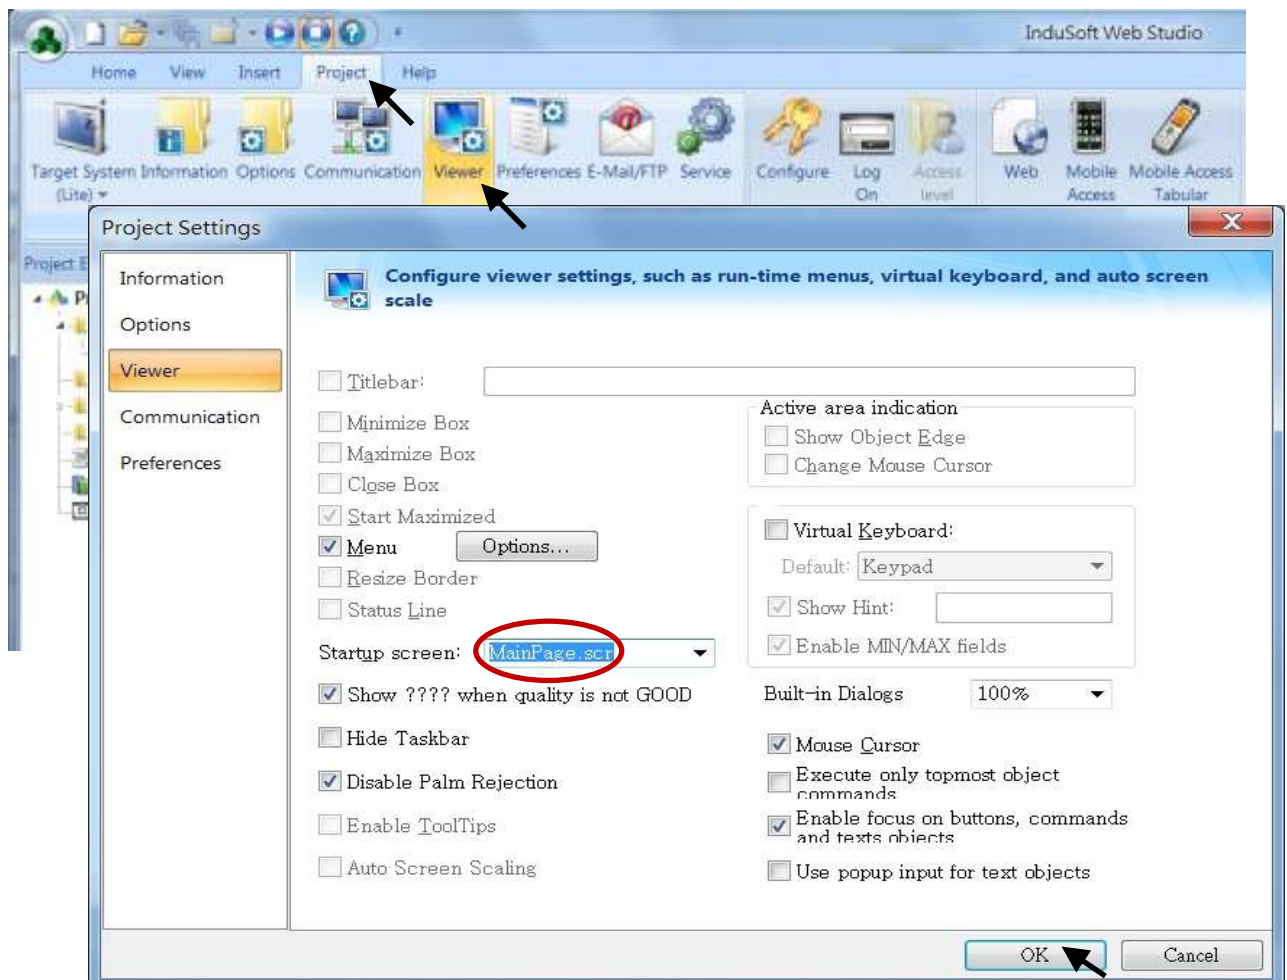 InduSoft Web Studio
Home View Insert Project Help
Target System (Lite)
Information
Options
Communication
Viewer
Preferences
E-Mail/FTP
Service
Configure
Log On
Access level
Web
Mobile Access
Mobile Access Tabular
Project Settings
Project E
P
Information
Options
Viewer
Communication
Preferences
Configure viewer settings, such as run-time menus, virtual keyboard, and auto screen
scale
Titlebar:
Minimize Box
Maximize Box
Close Box
Start Maximized
Menu Options...
Resize Border
Status Line
Startup screen: MainPage.scr
Show ???? when quality is not GOOD
Hide Taskbar
Disable Palm Rejection
Enable ToolTips
Auto Screen Scaling
Active area indication
Show Object Edge
Change Mouse Cursor
Virtual Keyboard:
Default: Keypad
Show Hint:
Enable MIN/MAX fields
Built-in Dialogs 100%
Mouse Cursor
Execute only topmost object
commands
Enable focus on buttons, commands
and texts objects
Use popup input for text objects
OK Cancel